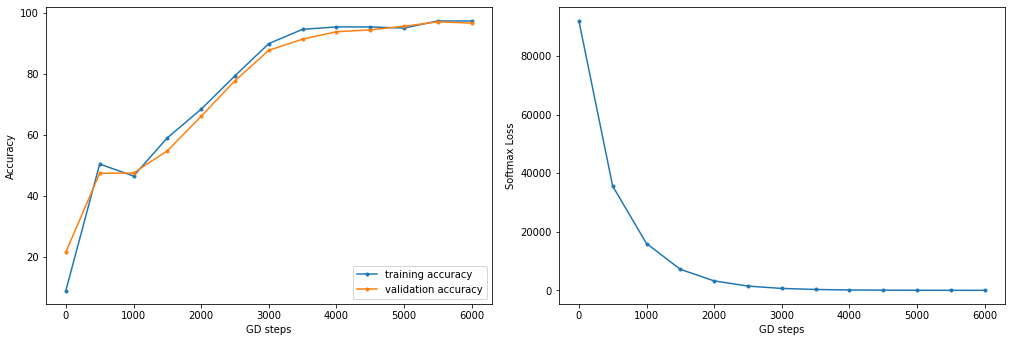 100
80
60
40
20
Accuracy
0 1000 2000 3000 4000 5000 6000
GD steps
training accuracy
validation accuracy
80000
60000
40000
20000
0
Softmax Loss
0 1000 2000 3000 4000 5000 6000
GD steps